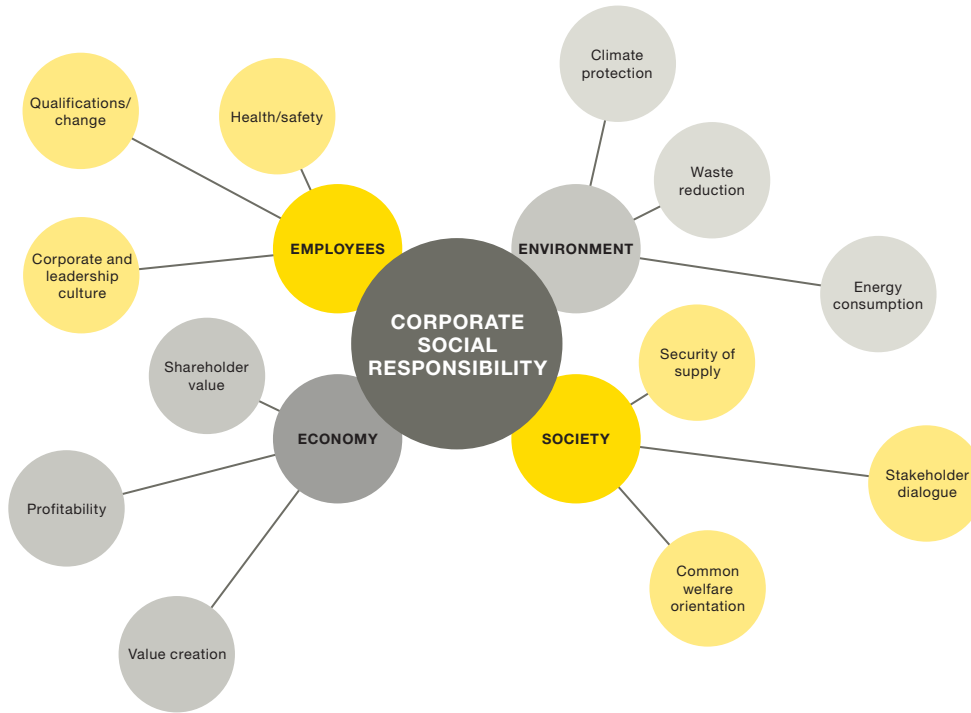 Climate
protection
Qualifications/
change
Health/safety
Waste
reduction
EMPLOYEES
ENVIRONMENT
Corporate and
leadership
culture
Energy
consumption
CORPORATE
SOCIAL
RESPONSIBILITY
Shareholder
value
Security of
supply
ECONOMY
SOCIETY
Stakeholder
dialogue
Profitability
Common
welfare
orientation
Value creation